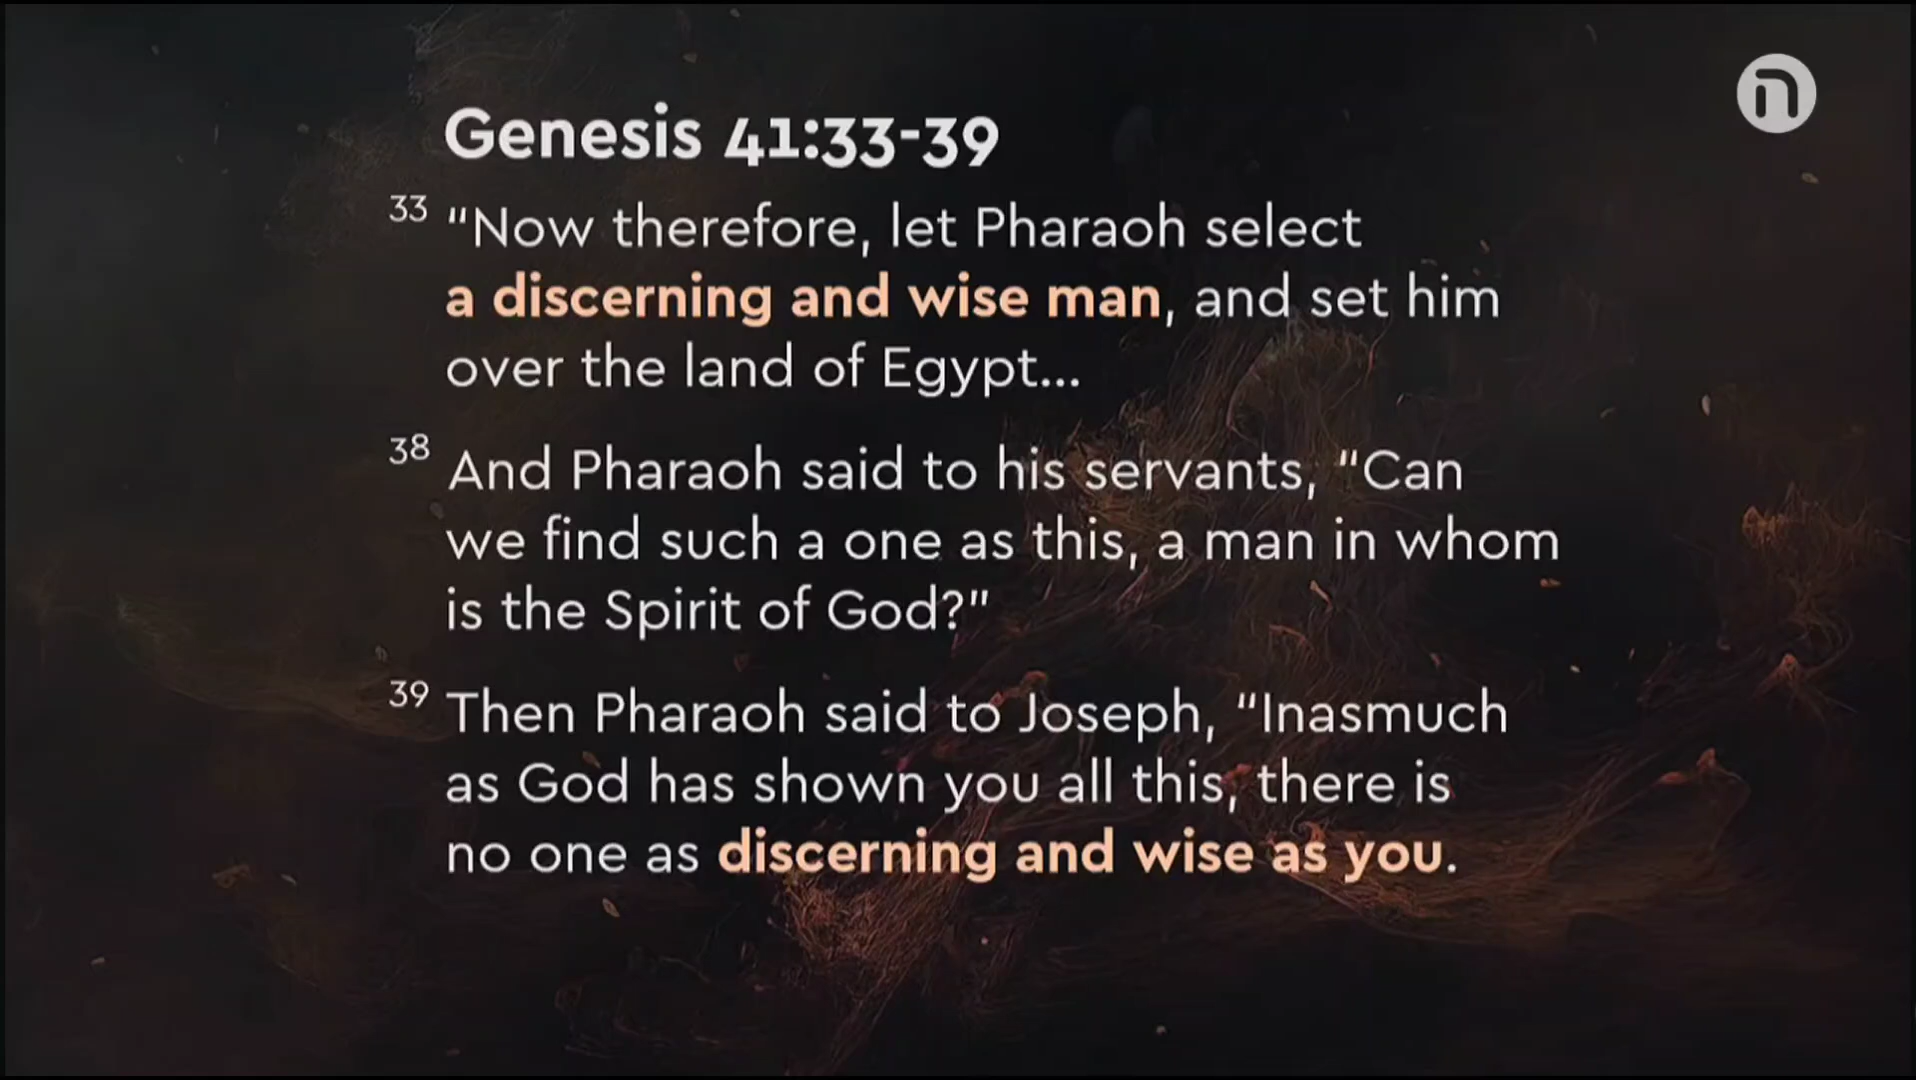 Genesis 41:33-39
33 "Now therefore, let Pharaoh select
a discerning and wise man, and set him
over the land of Egypt...
38 And Pharaoh said to his servants, "Can
we find such a one as this, a man in whom
is the Spirit of God?"
39 Then Pharaoh said to Joseph, "Inasmuch
as God has shown you all this, there is
no one as discerning and wise as you.